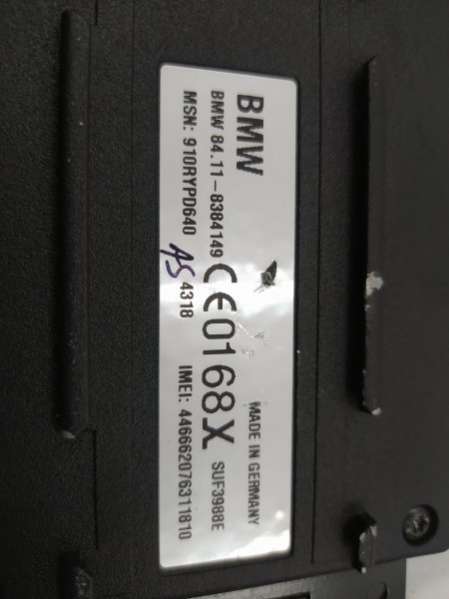 BMW
MADE IN GERMANY
BMW 84.11-8384149 CE0168X SUF3988E
MSN: 910RYPD640 AS 4318 IMEI: 446662076311810